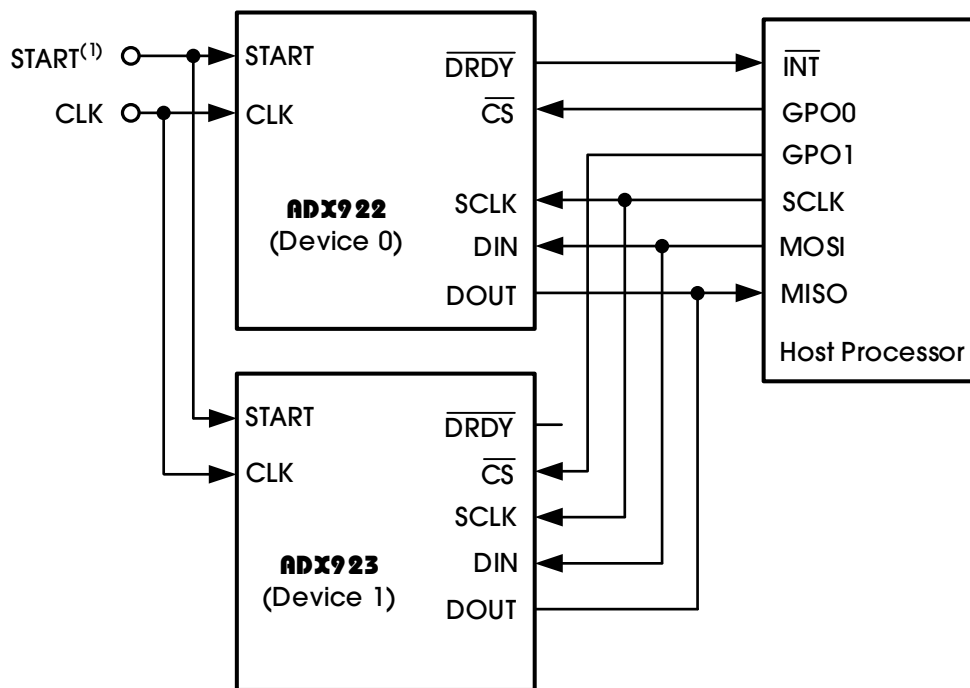 START(1)
CLK
START
CLK
DRDY
CS
SCLK
DIN
DOUT
ADX922
(Device 0)
INT
GPO0
GPO1
SCLK
MOSI
MISO
Host Processor
START
CLK
DRDY
CS
SCLK
DIN
DOUT
ADX923
(Device 1)